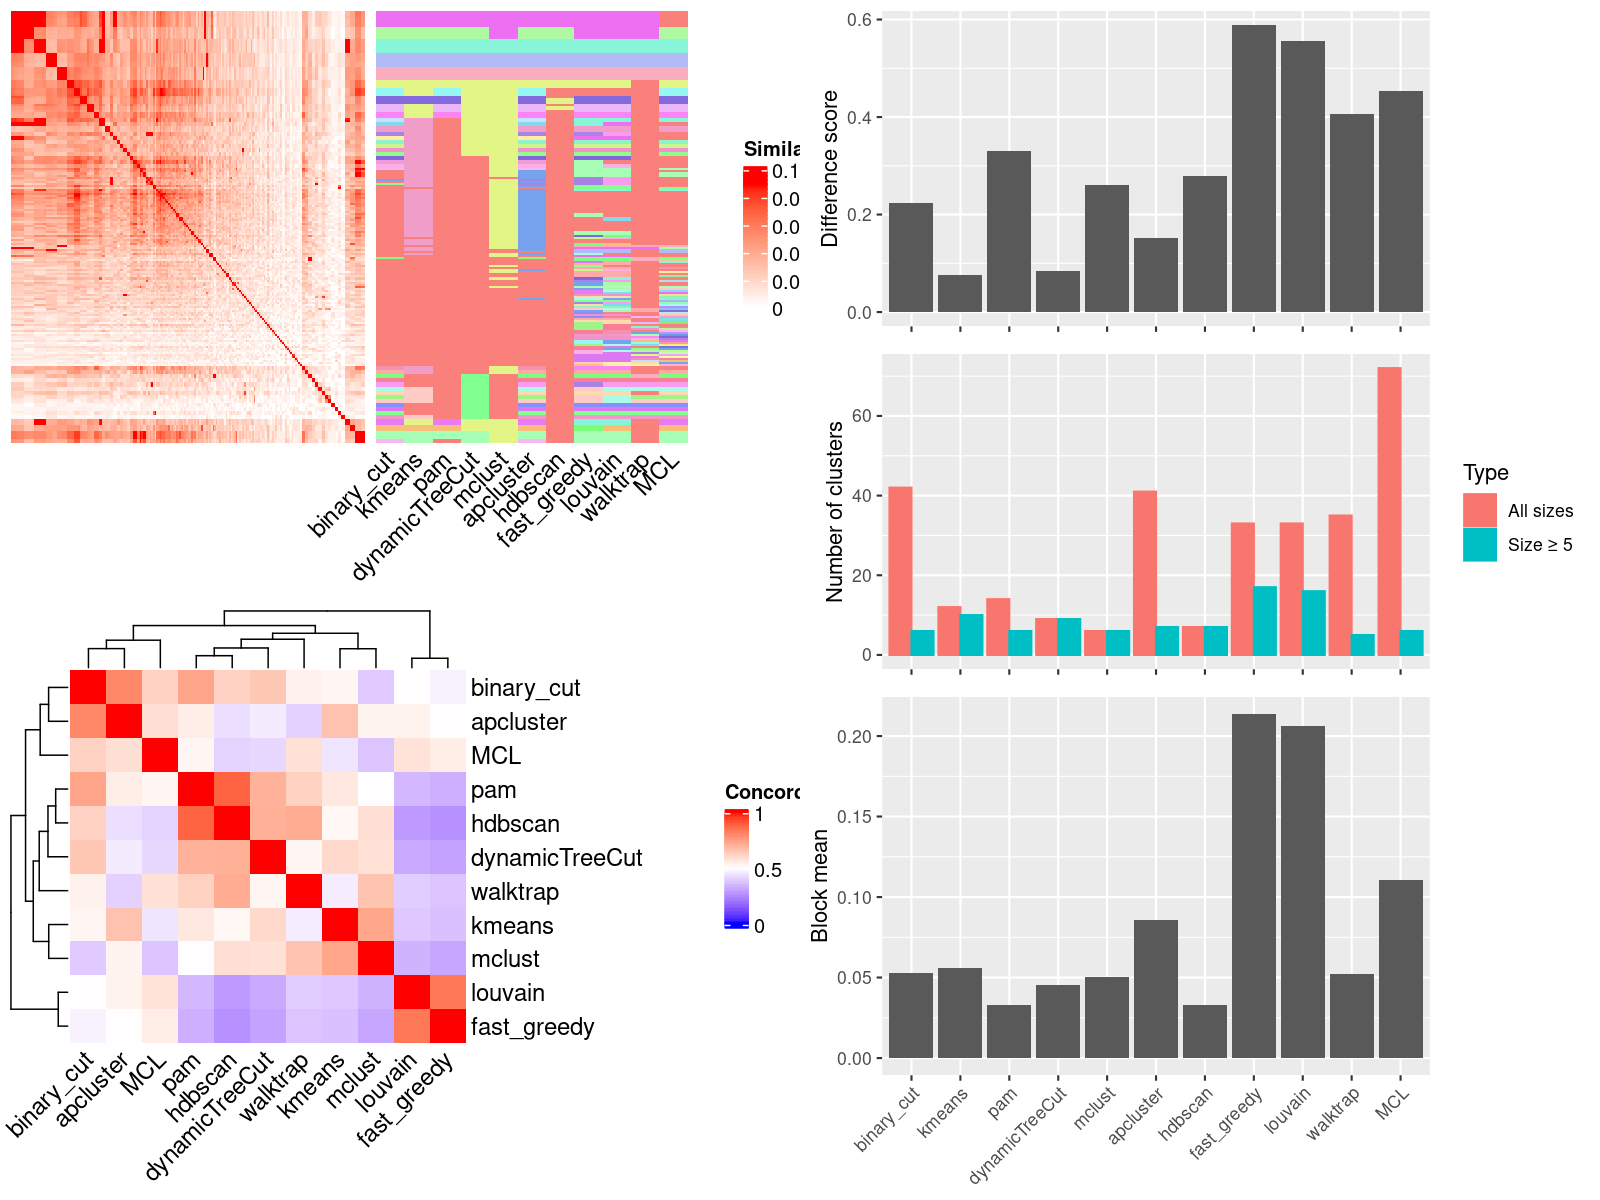 Simila
0.1
0.0
0.0
0.0
0
binary_cut
kmeans
pam
dynamicTreeCut
mclust
apcluster
hdbscan
fast_greedy
louvain
walktrap
MCL
binary_cut
apcluster
MCL
pam
hdbscan
dynamicTreeCut
walktrap
kmeans
mclust
louvain
fast_greedy
binary_cut
apcluster
MCL
pam
hdbscan
dynamicTreeCut
walktrap
kmeans
mclust
louvain
fast_greedy
Concord
1
0.5
0
Difference score
0.6
0.4
0.2
0.0
Number of clusters
60
40
20
0
Type
All sizes
Size ≥ 5
Block mean
0.20
0.15
0.10
0.05
0.00
binary_cut
kmeans
pam
dynamicTreeCut
mclust
apcluster
hdbscan
fast_greedy
louvain
walktrap
MCL